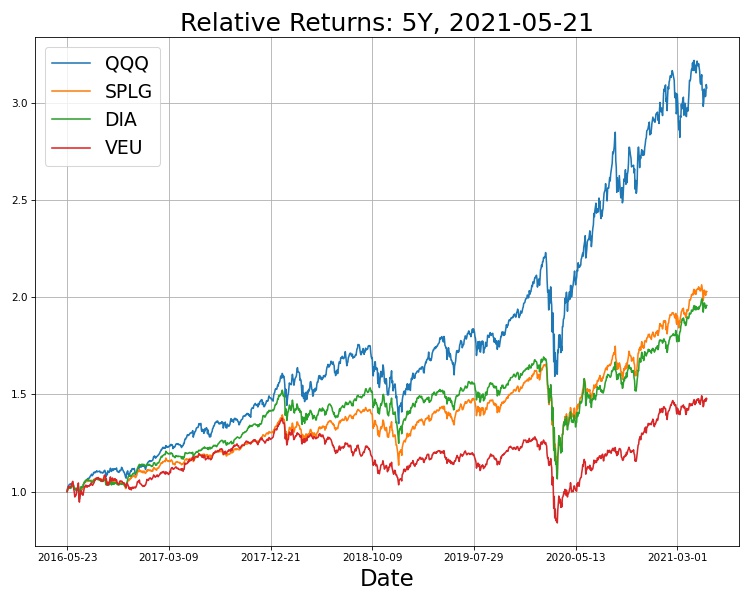 Relative Returns: 5Y, 2021-05-21
QQQ
SPLG
DIA
VEU
3.0
2.5
2.0
1.5
1.0
2016-05-23 2017-03-09 2017-12-21 2018-10-09 2019-07-29 2020-05-13 2021-03-01
Date